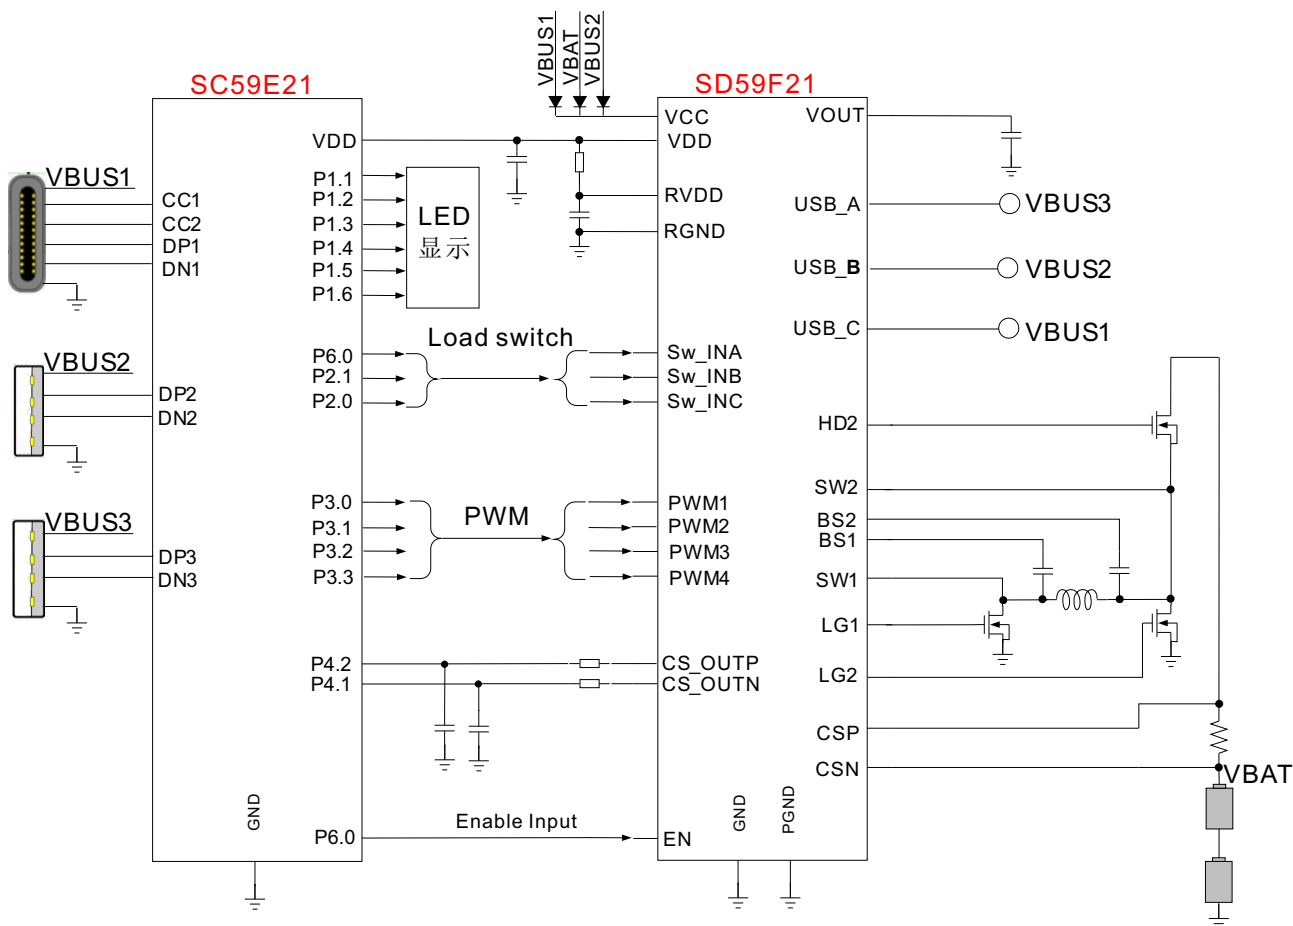 VBUS1
VBAT
VBUS2
SC59E21
SD59F21
VBUS1
CC1
CC2
DP1
DN1
VBUS2
DP2
DN2
VBUS3
DP3
DN3
VDD
P1.1
P1.2
P1.3
P1.4
P1.5
P1.6
LED
显示
P6.0
P2.1
P2.0
Load switch
P3.0
P3.1
P3.2
P3.3
PWM
P4.2
P4.1
GND
P6.0
Enable Input
VCC
VDD
RVDD
RGND
Sw_INA
Sw_INB
Sw_INC
PWM1
PWM2
PWM3
PWM4
CS_OUTP
CS_OUTN
EN
GND
PGND
VOUT
USB_A
VBUS3
USB_B
VBUS2
USB_C
VBUS1
HD2
SW2
BS2
BS1
SW1
LG1
LG2
CSP
CSN
VBAT